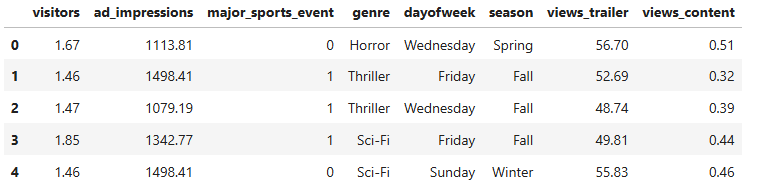 visitors ad_impressions major_sports_event genre dayofweek season views_trailer views_content
0 1.67 1113.81 0 Horror Wednesday Spring 56.70 0.51
1 1.46 1498.41 1 Thriller Friday Fall 52.69 0.32
2 1.47 1079.19 1 Thriller Wednesday Fall 48.74 0.39
3 1.85 1342.77 1 Sci-Fi Friday Fall 49.81 0.44
4 1.46 1498.41 0 Sci-Fi Sunday Winter 55.83 0.46